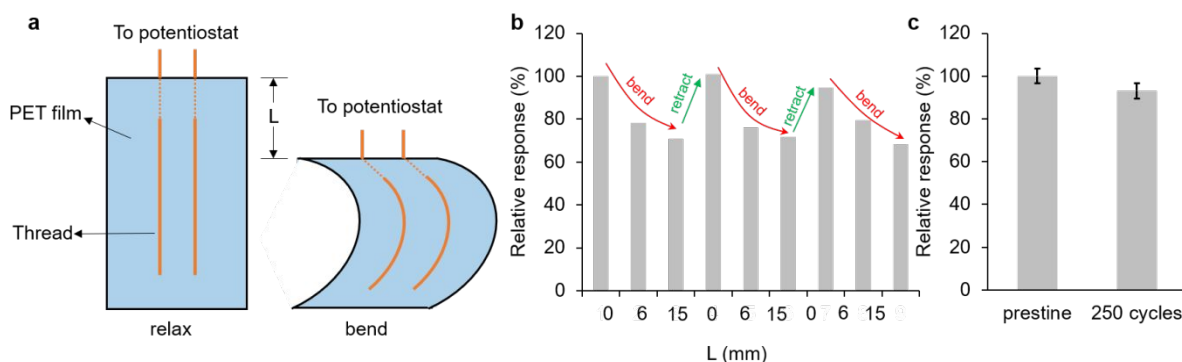 a
To potentiostat
PET film
L
To potentiostat
Thread
relax
bend
b
Relative response (%)
120
100
80
60
40
20
0
bend
retract
bend
retract
bend
0 6 15 0 6 15 0 6 15
L (mm)
c
Relative response (%)
120
100
80
60
40
20
0
prestine 250 cycles